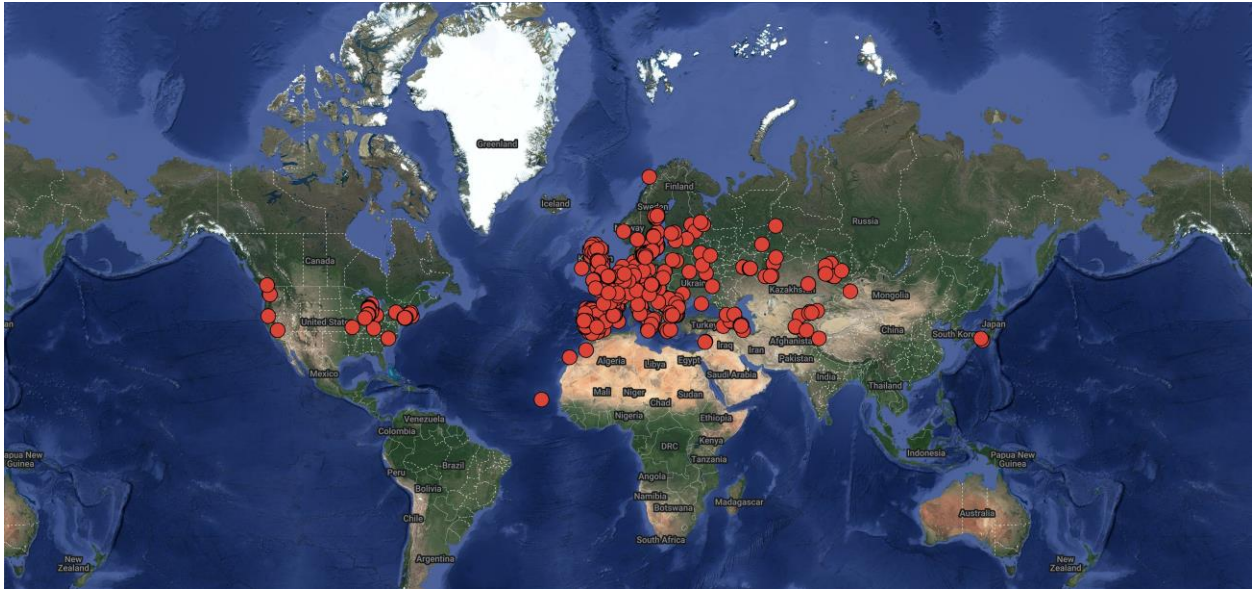 Greenland
Finland
Iceland
Sweden
Russia
Norway
Canada
Ukraine
Kazakhstan
Mongolia
United States
Turkey
China
Japan
South Korea
Afghanistan
Iraq
Iran
Algeria
Libya
Egypt
Pakistan
Mexico
Saudi Arabia
India
Thailand
Mali
Niger
Chad
Sudan
Nigeria
Ethiopia
Venezuela
Colombia
DRC
Kenya
Papua New
Guinea
Indonesia
Papua New
Guinea
Tanzania
Brazil
Peru
Angola
Bolivia
Namibia
Madagascar
Botswana
Australia
Chile
South Africa
Argentina
New
Zealand
New
Zealand